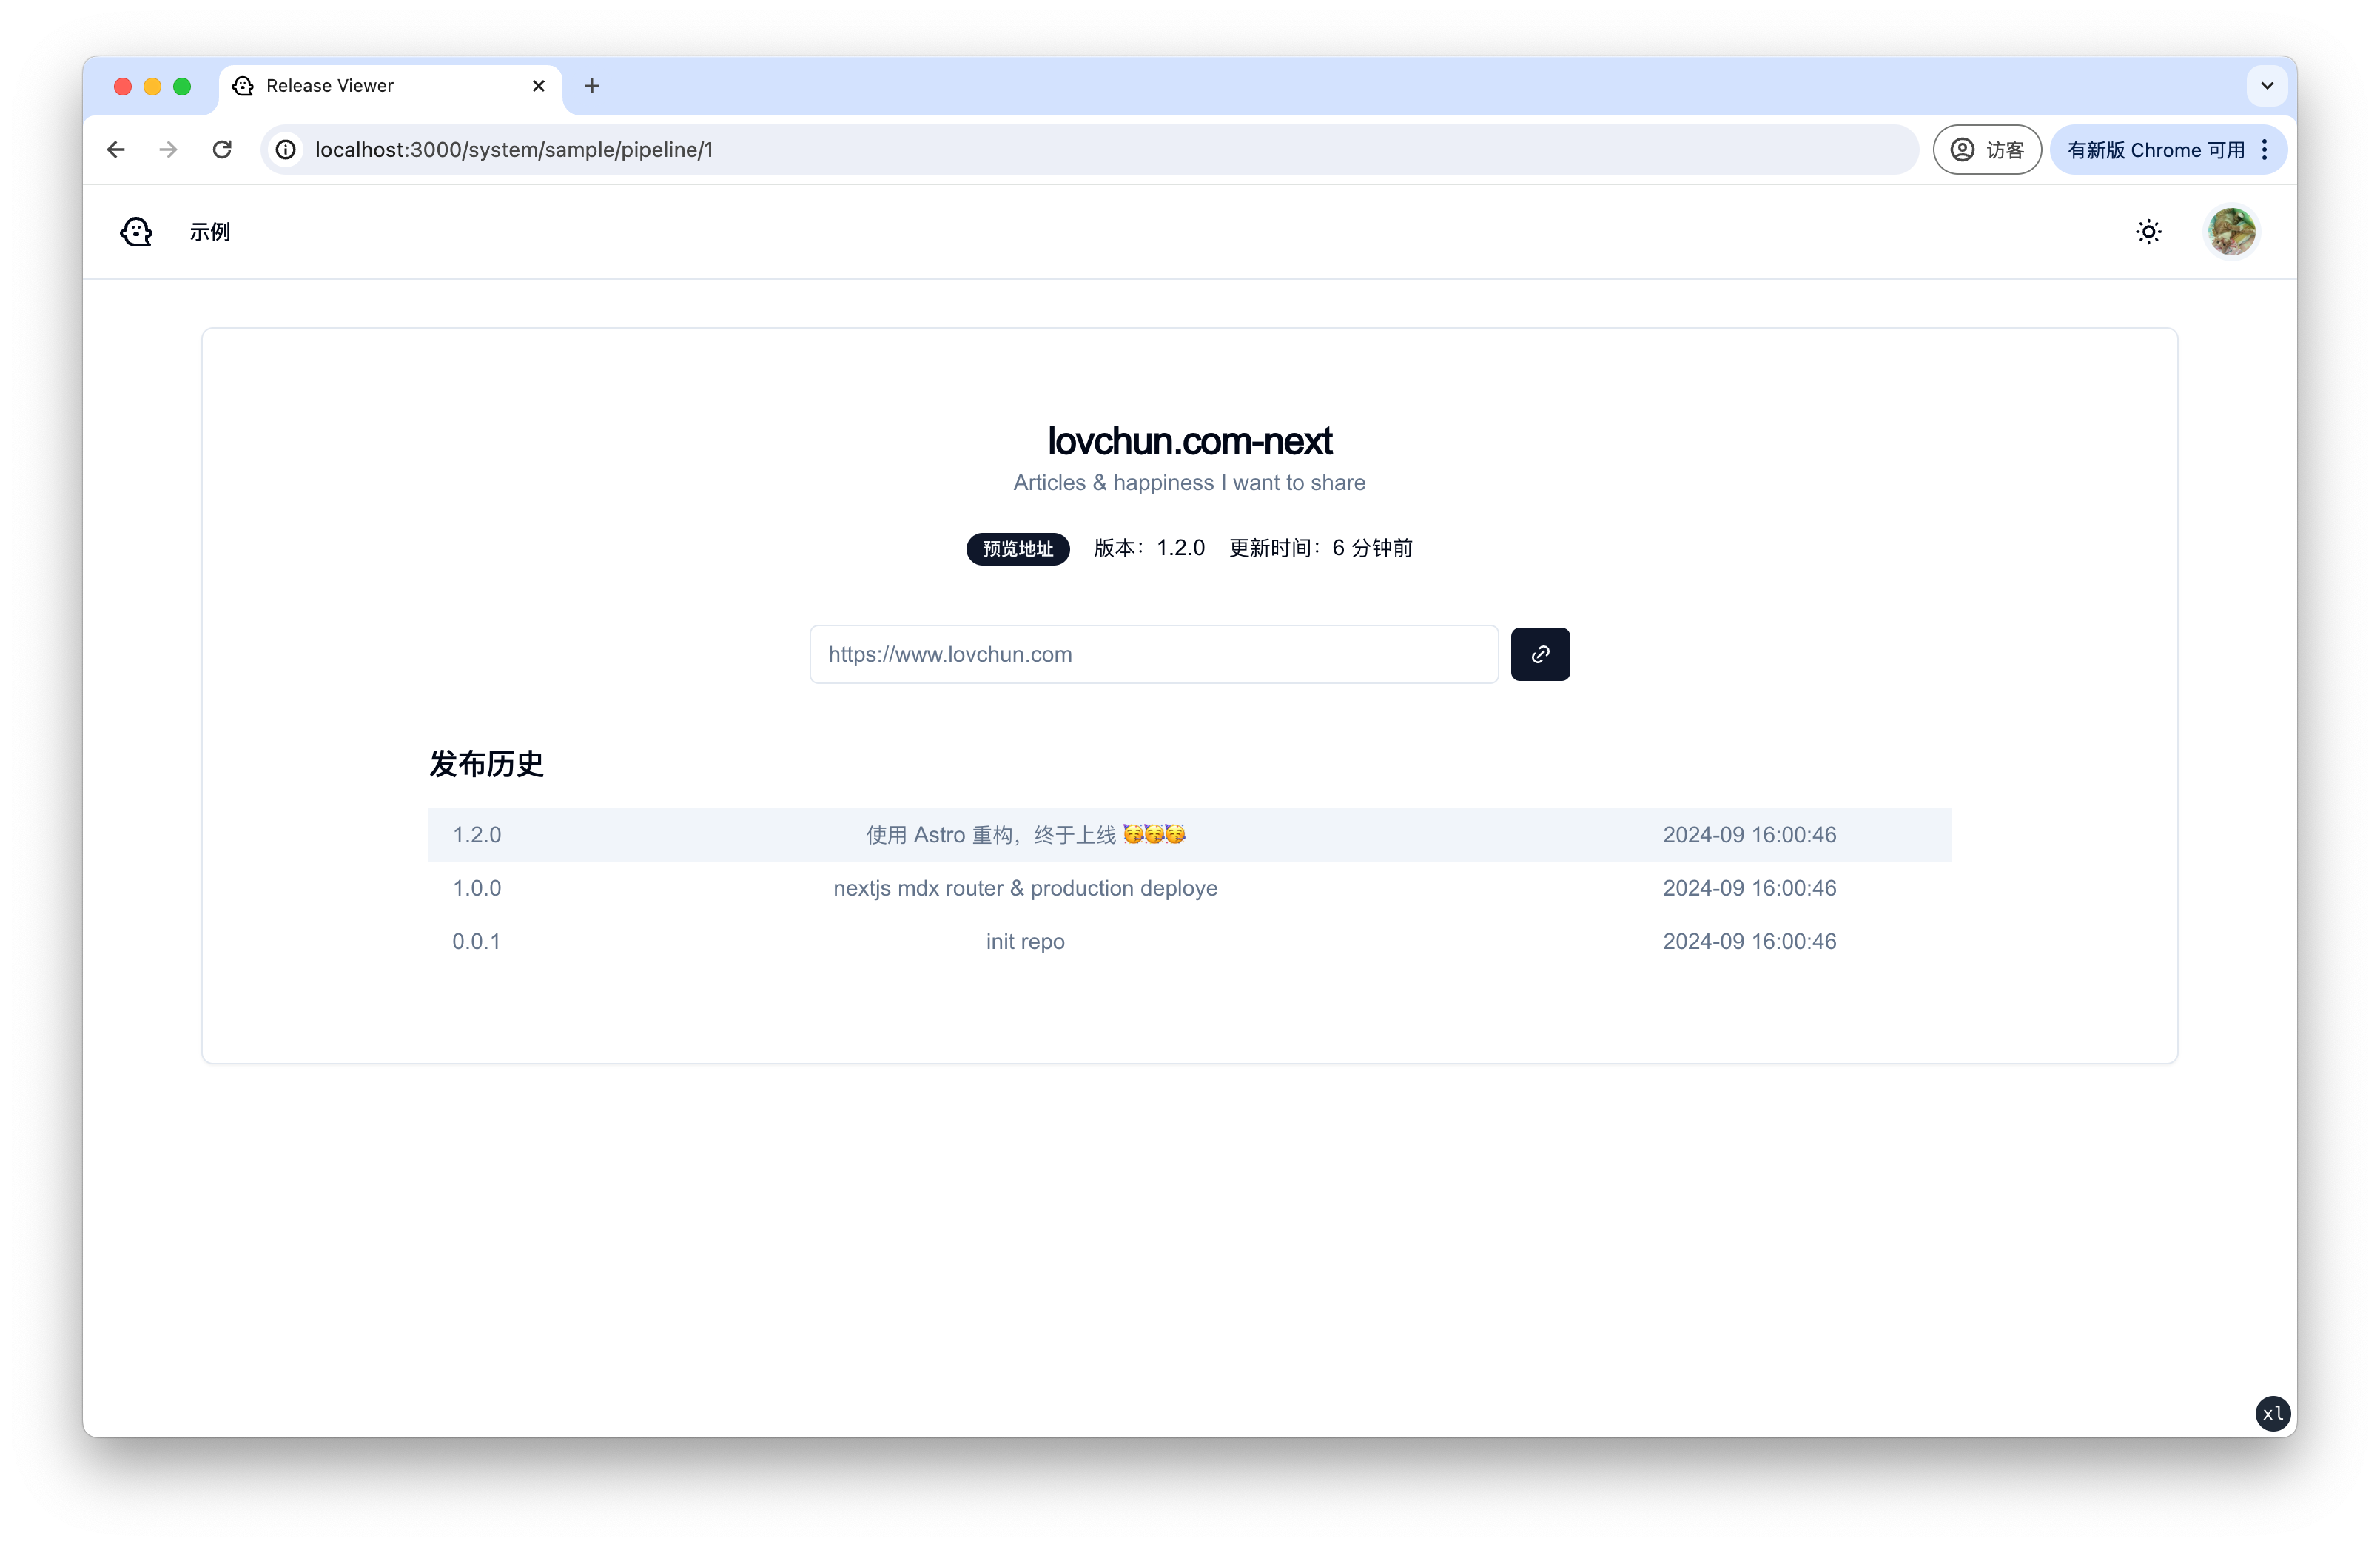 Release Viewer
localhost:3000/system/sample/pipeline/1
访客
有新版 Chrome 可用
示例
lovchun.com-next
Articles & happiness I want to share
预览地址 版本：1.2.0 更新时间：6 分钟前
https://www.lovchun.com
发布历史
1.2.0 使用 Astro 重构，终于上线 🥳🥳🥳 2024-09 16:00:46
1.0.0 nextjs mdx router & production deploye 2024-09 16:00:46
0.0.1 init repo 2024-09 16:00:46
xl